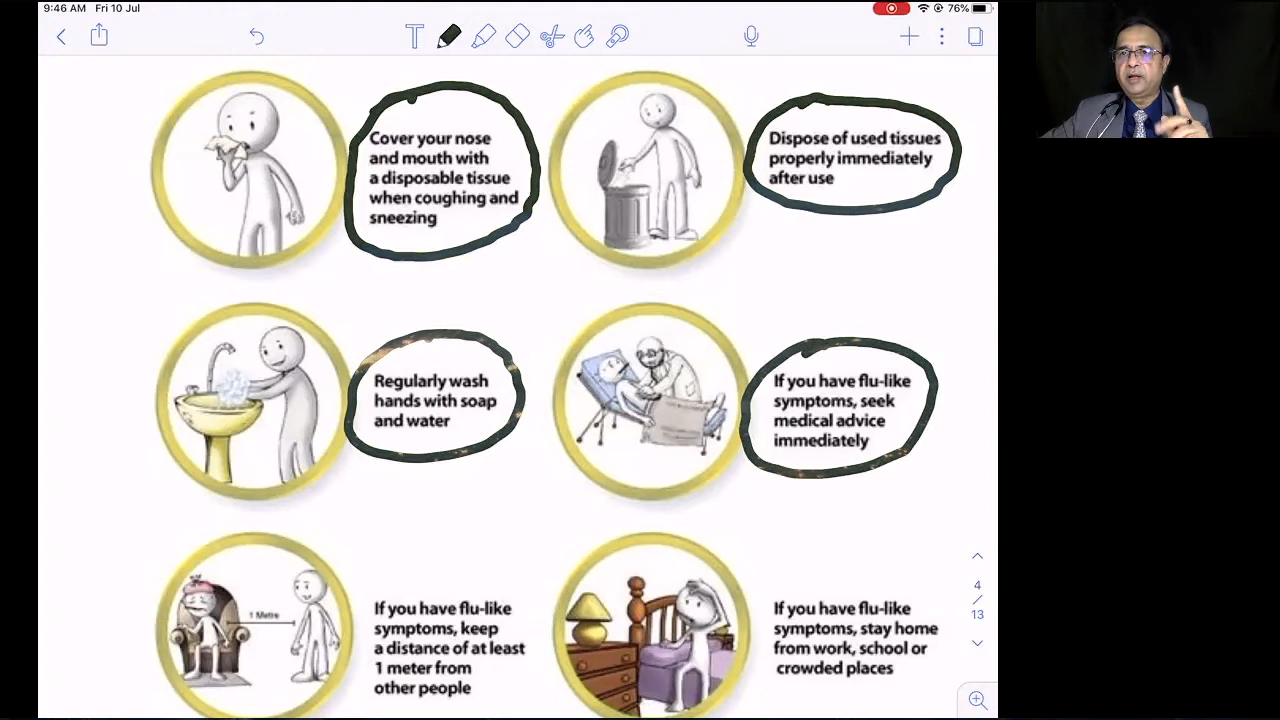 9:46 AM Fri 10 Jul
76%
T
Cover your nose
and mouth with
a disposable tissue
when coughing and
sneezing
Dispose of used tissues
properly immediately
after use
Regularly wash
hands with soap
and water
If you have flu-like
symptoms, seek
medical advice
immediately
1 Metre
If you have flu-like
symptoms, keep
a distance of at least
1 meter from
other people
If you have flu-like
symptoms, stay home
from work, school or
crowded places
4
/
13